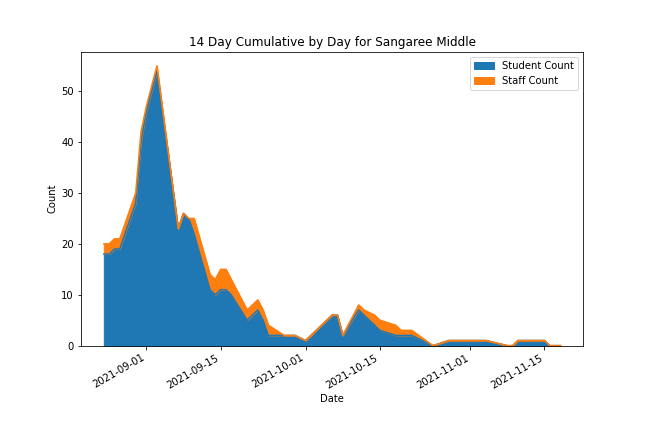 14 Day Cumulative by Day for Sangaree Middle
Student Count
Staff Count
50
40
30
20
10
0
Count
2021-09-01
2021-09-15
2021-10-01
2021-10-15
2021-11-01
2021-11-15
Date